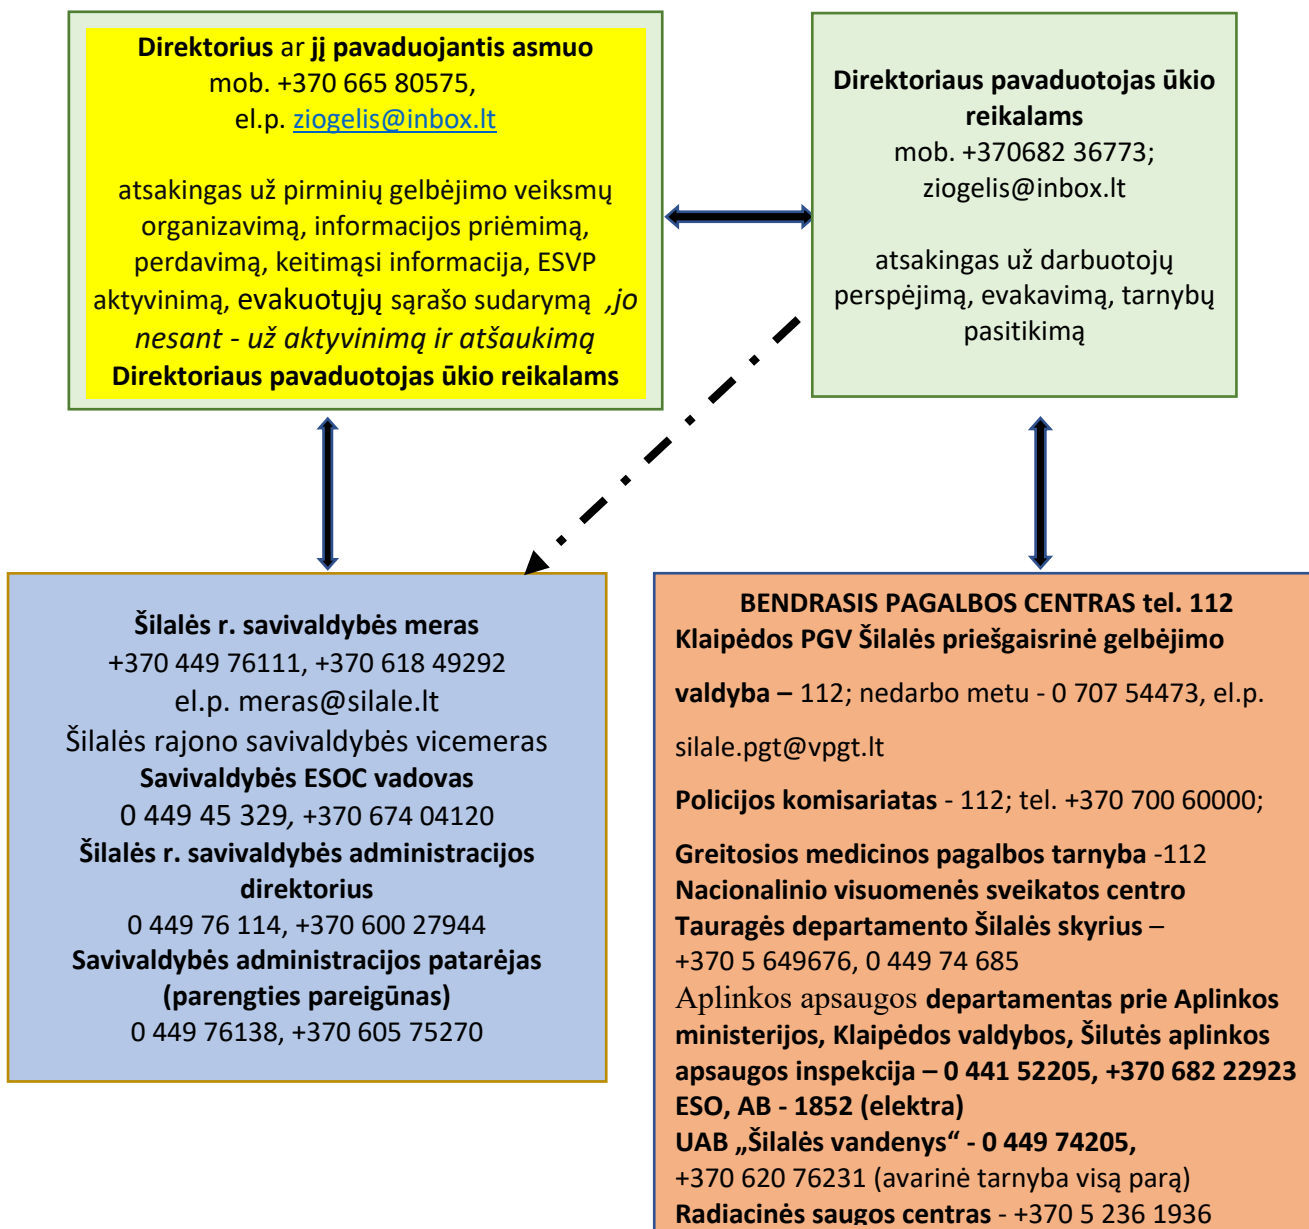 Direktorius ar jį pavaduojantis asmuo
mob. +370 665 80575,
el.p. ziogelis@inbox.lt
atsakingas už pirminių gelbėjimo veiksmų
organizavimą, informacijos priėmimą,
perdavimą, keitimąsi informacija, ESVP
aktyvinimą, evakuotųjų sąrašo sudarymą ,jo
nesant - už aktyvinimą ir atšaukimą
Direktoriaus pavaduotojas ūkio reikalams
Direktoriaus pavaduotojas ūkio
reikalams
mob. +370682 36773;
ziogelis@inbox.lt
atsakingas už darbuotojų
perspėjimą, evakavimą, tarnybų
pasitikimą
Šilalės r. savivaldybės meras
+370 449 76111, +370 618 49292
el.p. meras@silale.lt
Šilalės rajono savivaldybės vicemeras
Savivaldybės ESOC vadovas
0 449 45 329, +370 674 04120
Šilalės r. savivaldybės administracijos
direktorius
0 449 76 114, +370 600 27944
Savivaldybės administracijos patarėjas
(parengties pareigūnas)
0 449 76138, +370 605 75270
BENDRASIS PAGALBOS CENTRAS tel. 112
Klaipėdos PGV Šilalės priešgaisrinė gelbėjimo
valdyba – 112; nedarbo metu - 0 707 54473, el.p.
silale.pgt@vpgt.lt
Policijos komisariatas - 112; tel. +370 700 60000;
Greitosios medicinos pagalbos tarnyba -112
Nacionalinio visuomenės sveikatos centro
Tauragės departamento Šilalės skyrius –
+370 5 649676, 0 449 74 685
Aplinkos apsaugos departamentas prie Aplinkos
ministerijos, Klaipėdos valdybos, Šilutės aplinkos
apsaugos inspekcija – 0 441 52205, +370 682 22923
ESO, AB - 1852 (elektra)
UAB „Šilalės vandenys“ - 0 449 74205,
+370 620 76231 (avarinė tarnyba visą parą)
Radiacinės saugos centras - +370 5 236 1936